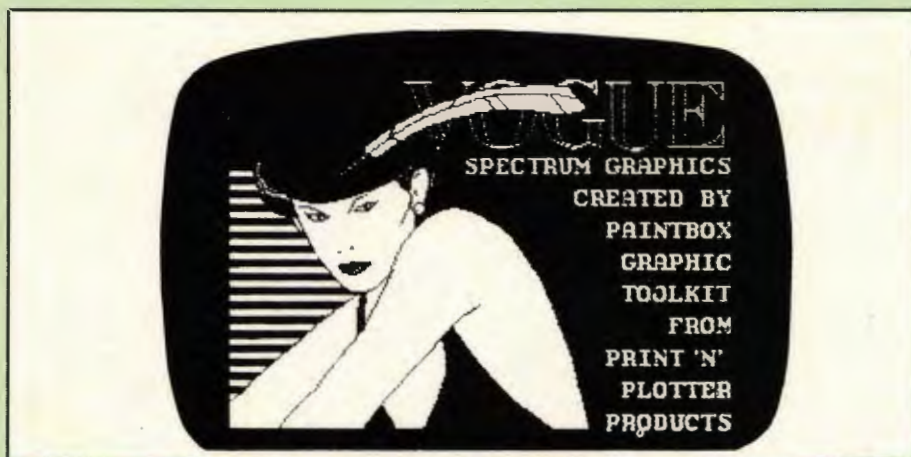 VOGUE
SPECTRUM GRAPHICS
CREATED BY
PAINTBOX
GRAPHIC
TOOLKIT
FROM
PRINT 'N'
PLOTTER
PRODUCTS